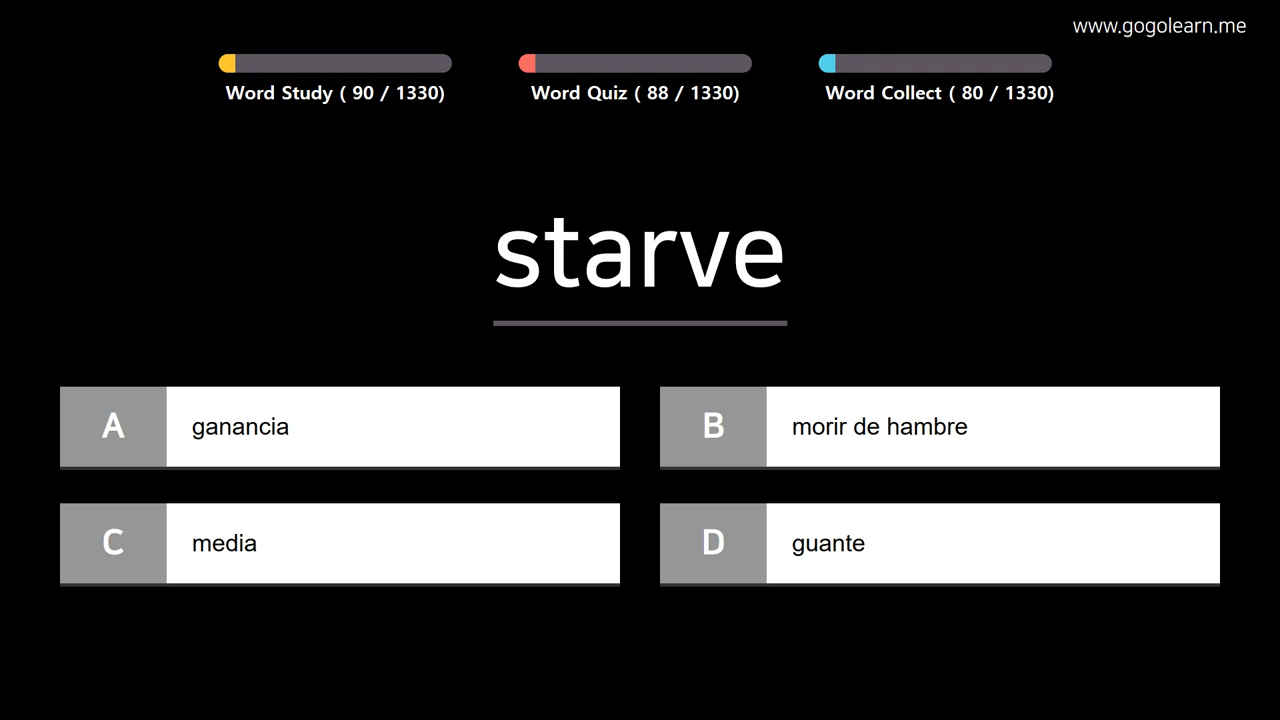 www.gogolearn.me
Word Study ( 90 / 1330)
Word Quiz ( 88 / 1330)
Word Collect ( 80 / 1330)
starve
A ganancia
B morir de hambre
C media
D guante